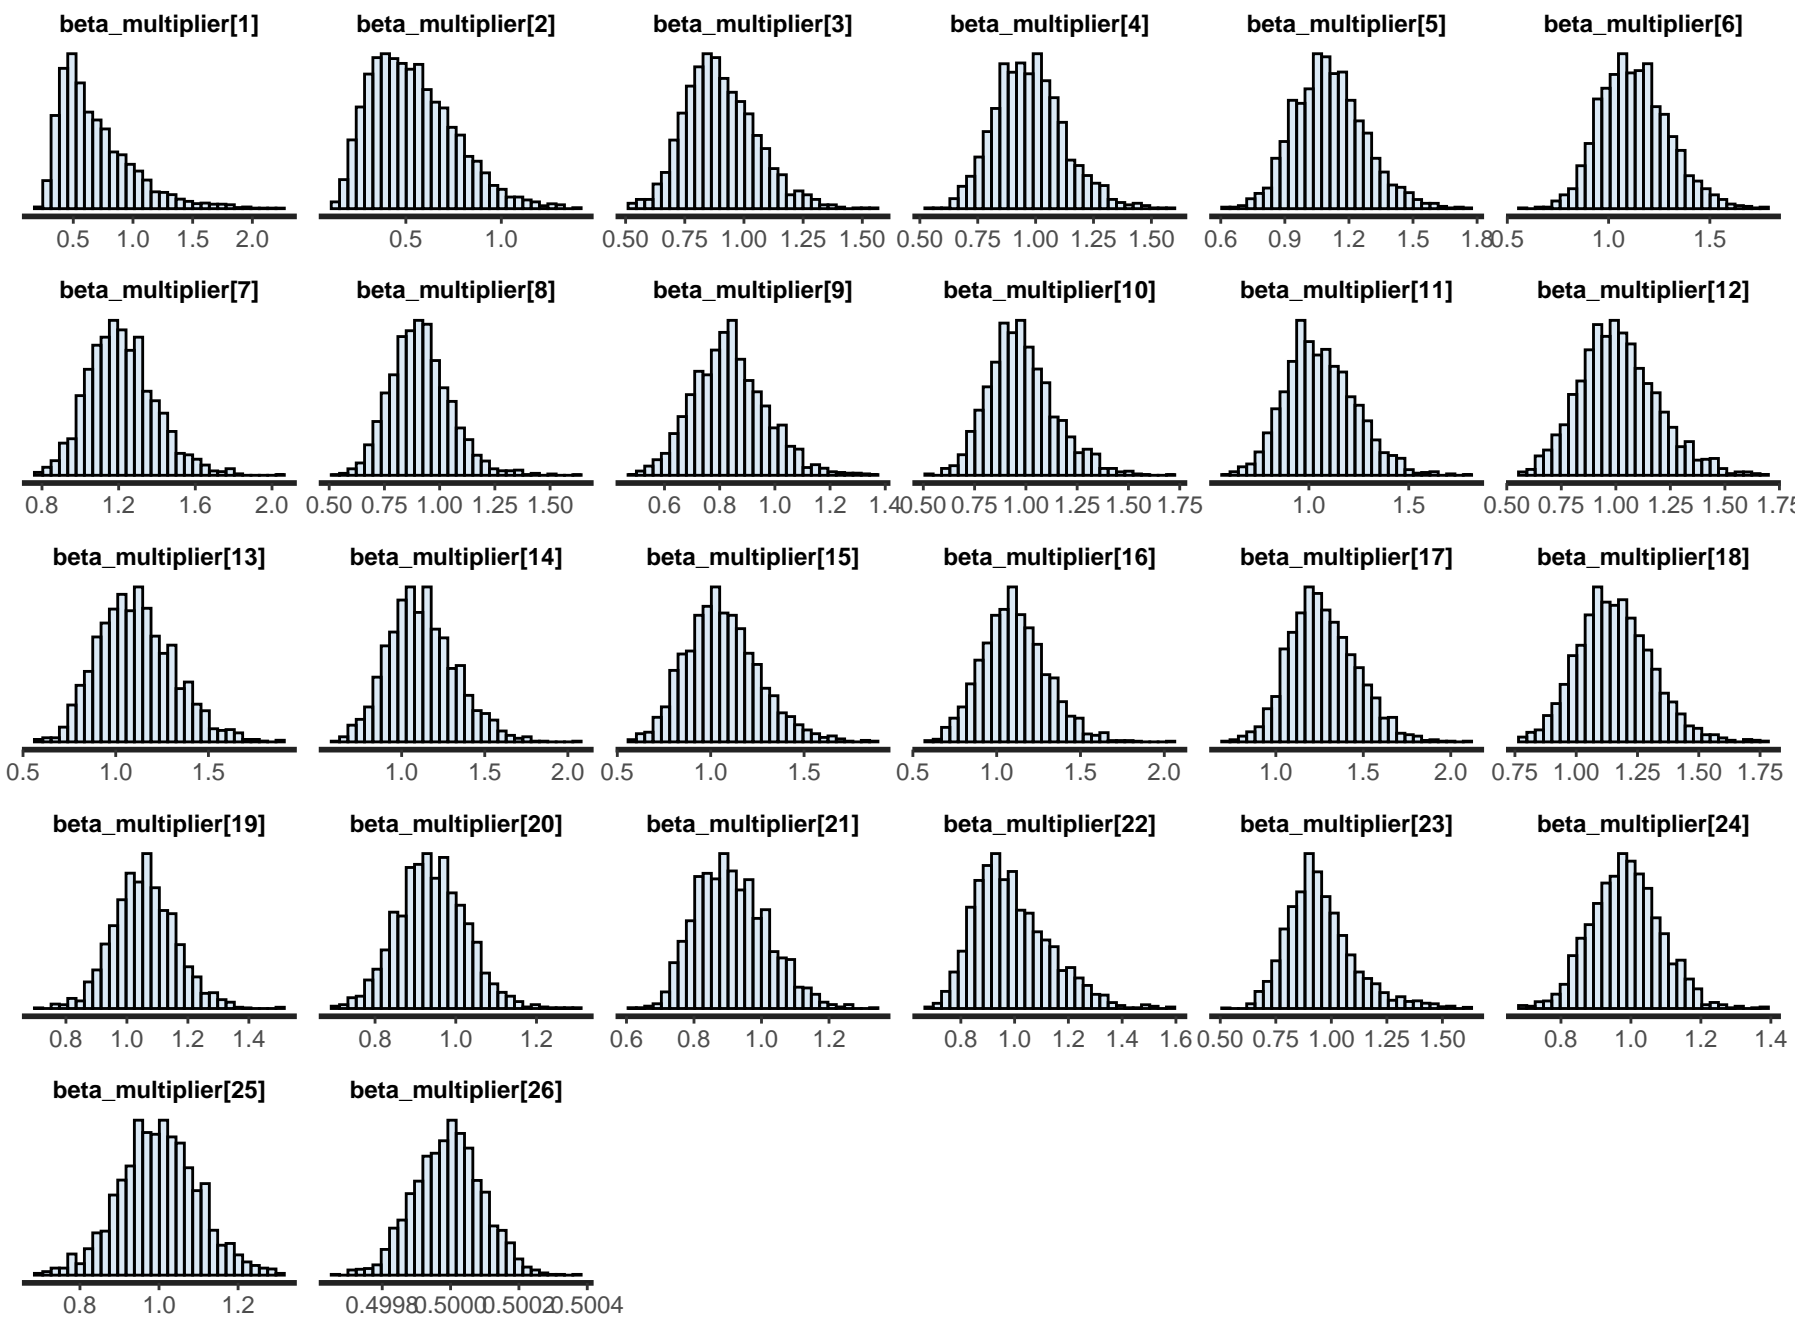 beta_multiplier[1] beta_multiplier[2] beta_multiplier[3] beta_multiplier[4] beta_multiplier[5] beta_multiplier[6]
0.5 1.0 1.5 2.0 0.5 1.0 0.50 0.75 1.00 1.25 1.50 0.50 0.75 1.00 1.25 1.50 0.6 0.9 1.2 1.5 1.8 0.5 1.0 1.5
beta_multiplier[7] beta_multiplier[8] beta_multiplier[9] beta_multiplier[10] beta_multiplier[11] beta_multiplier[12]
0.8 1.2 1.6 2.0 0.50 0.75 1.00 1.25 1.50 0.6 0.8 1.0 1.2 1.4 0.50 0.75 1.00 1.25 1.50 1.75 1.0 1.5 0.50 0.75 1.00 1.25 1.50 1.75
beta_multiplier[13] beta_multiplier[14] beta_multiplier[15] beta_multiplier[16] beta_multiplier[17] beta_multiplier[18]
0.5 1.0 1.5 1.0 1.5 2.0 0.5 1.0 1.5 0.5 1.0 1.5 2.0 1.0 1.5 2.0 0.75 1.00 1.25 1.50 1.75
beta_multiplier[19] beta_multiplier[20] beta_multiplier[21] beta_multiplier[22] beta_multiplier[23] beta_multiplier[24]
0.8 1.0 1.2 1.4 0.8 1.0 1.2 0.6 0.8 1.0 1.2 0.8 1.0 1.2 1.4 1.6 0.50 0.75 1.00 1.25 1.50 0.8 1.0 1.2 1.4
beta_multiplier[25] beta_multiplier[26]
0.8 1.0 1.2 0.4998 0.5000 0.5002 0.5004